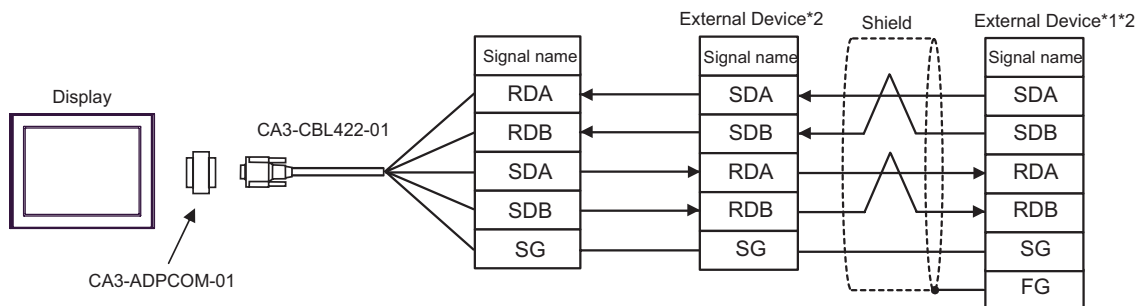 External Device*2
Shield
External Device*1*2
Display
CA3-CBL422-01
CA3-ADPCOM-01
Signal name
RDA
RDB
SDA
SDB
SG
Signal name
SDA
SDB
RDA
RDB
SG
Signal name
SDA
SDB
RDA
RDB
SG
FG